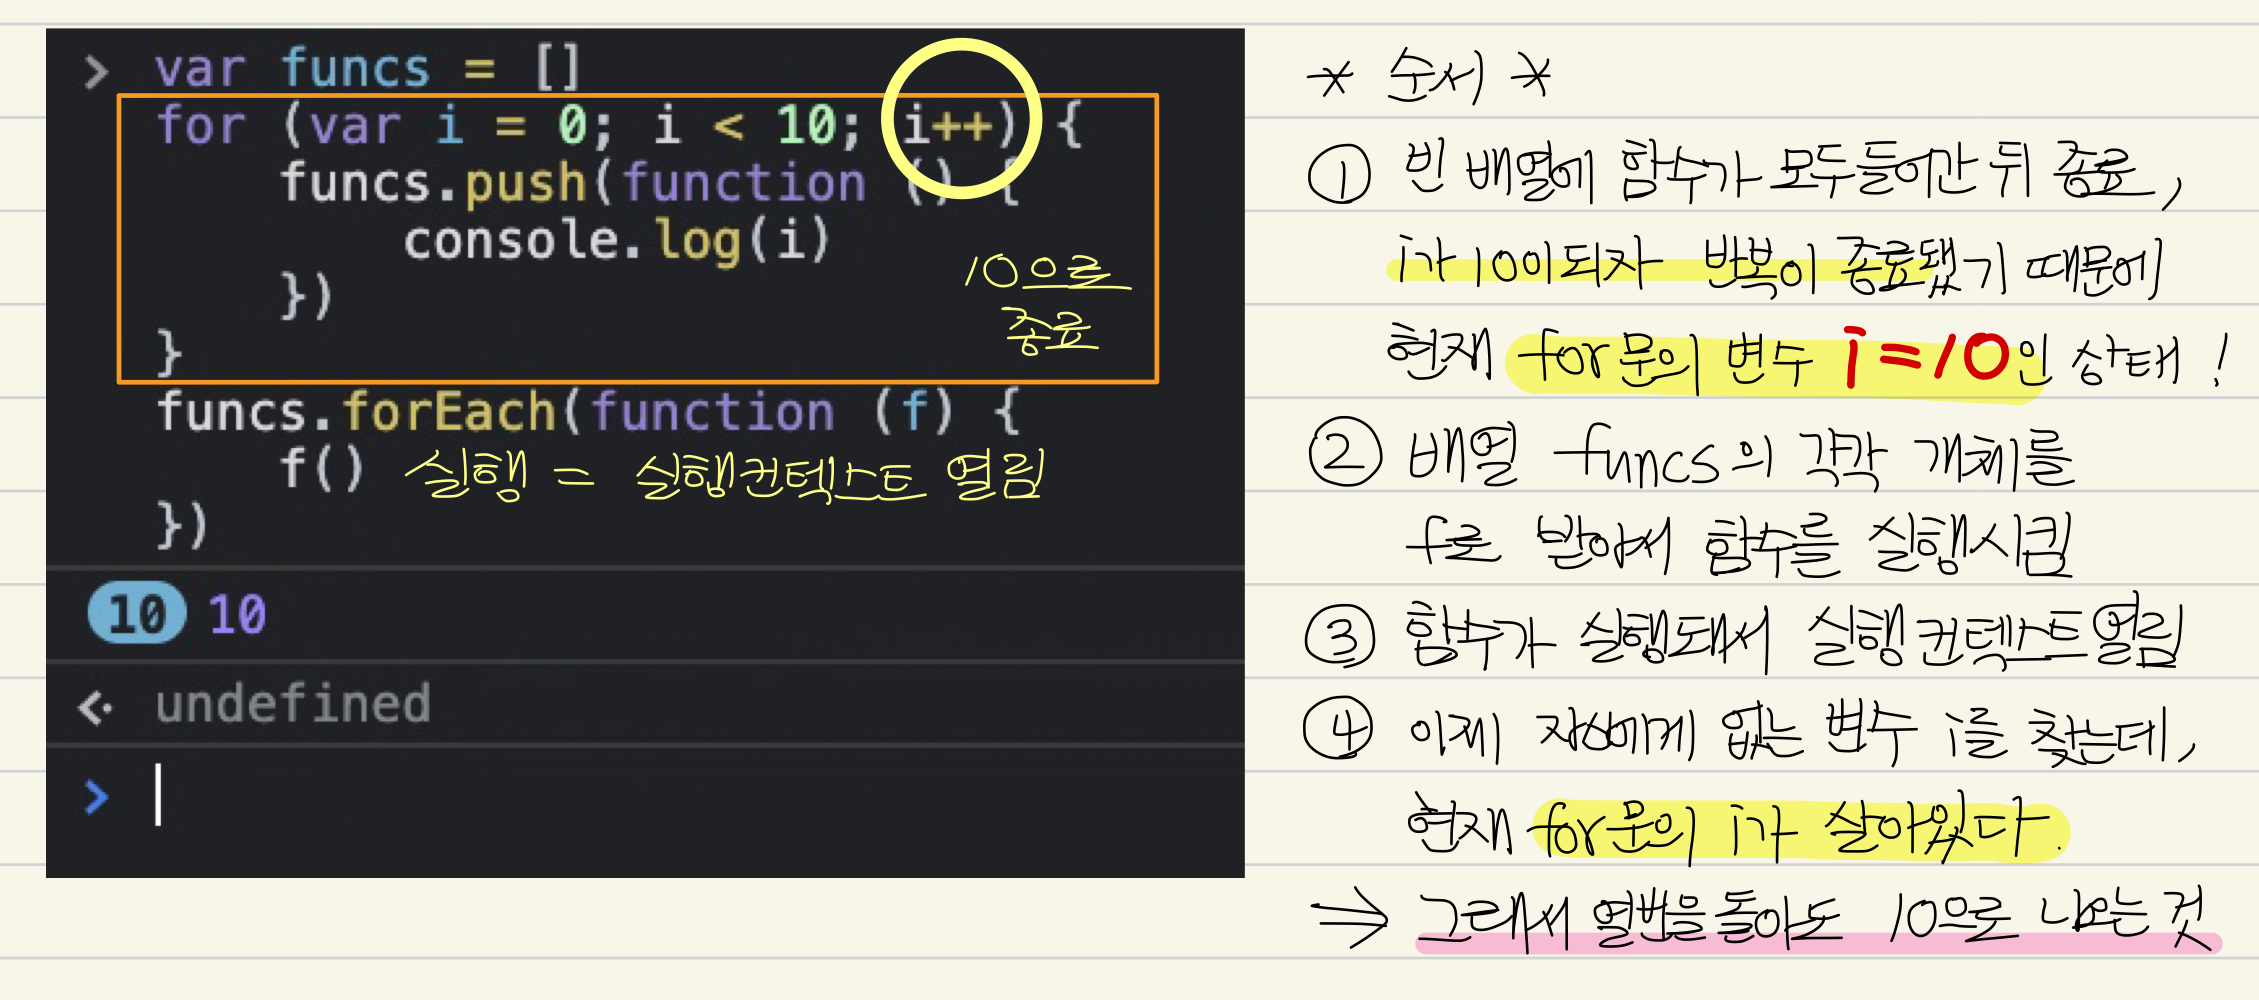 > var funcs = []
for (var i = 0; i < 10; i++) {
funcs.push(function () {
console.log(i)
})
}
10으로
종료
funcs.forEach(function (f) {
f() 실행 = 실행컨텍스트 열림
})
10 10
undefined
>
* 순서 *
① 빈 배열에 함수가 모두 들어간 뒤 종료,
i가 10이되자 반복이 종료됐기 때문에
현재 for문의 변수 i=10인 상태!
② 배열 funcs의 각각 개체를
f로 받아서 함수를 실행시킴
③ 함수가 실행돼서 실행컨텍스트열림
④ 이제 자신에게 없는 변수 i를 찾는데,
현재 for문의 i가 살아있다.
⇒ 그래서 열번을 돌아도 10으로 나오는 것